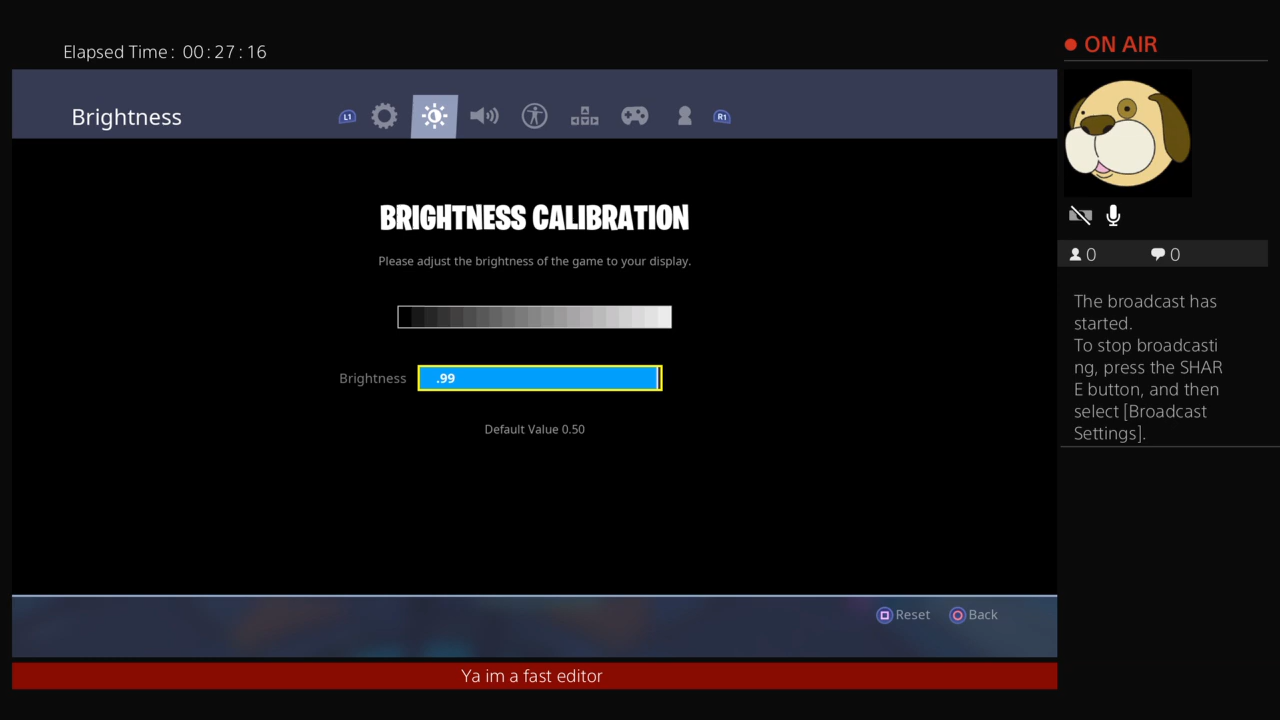 Elapsed Time: 00:27:16
ON AIR
Brightness
L1
R1
BRIGHTNESS CALIBRATION
Please adjust the brightness of the game to your display.
Brightness .99
Default Value 0.50
Reset Back
Ya im a fast editor
0 0
The broadcast has
started.
To stop broadcasti
ng, press the SHAR
E button, and then
select [Broadcast
Settings].